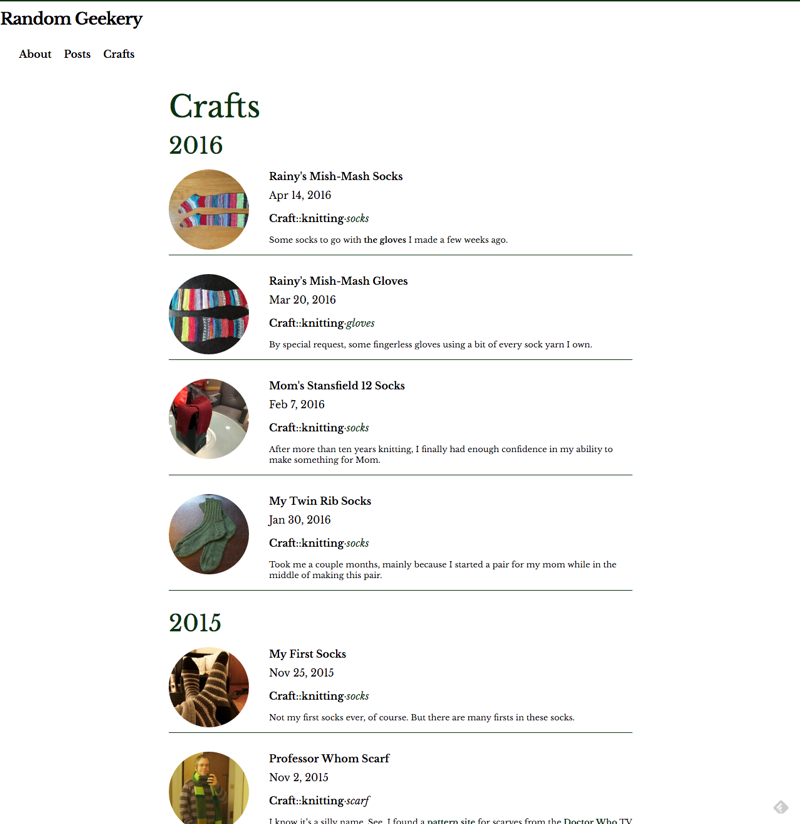 Random Geekery
About Posts Crafts
Crafts
2016
Rainy's Mish-Mash Socks
Apr 14, 2016
Craft::knitting·socks
Some socks to go with the gloves I made a few weeks ago.
Rainy's Mish-Mash Gloves
Mar 20, 2016
Craft::knitting·gloves
By special request, some fingerless gloves using a bit of every sock yarn I own.
Mom's Stansfield 12 Socks
Feb 7, 2016
Craft::knitting·socks
After more than ten years knitting, I finally had enough confidence in my ability to
make something for Mom.
My Twin Rib Socks
Jan 30, 2016
Craft::knitting·socks
Took me a couple months, mainly because I started a pair for my mom while in the
middle of making this pair.
2015
My First Socks
Nov 25, 2015
Craft::knitting·socks
Not my first socks ever, of course. But there are many firsts in these socks.
Professor Whom Scarf
Nov 2, 2015
Craft::knitting·scarf
I know it's a silly name. See, I found a pattern site for scarves from the Doctor Who TV